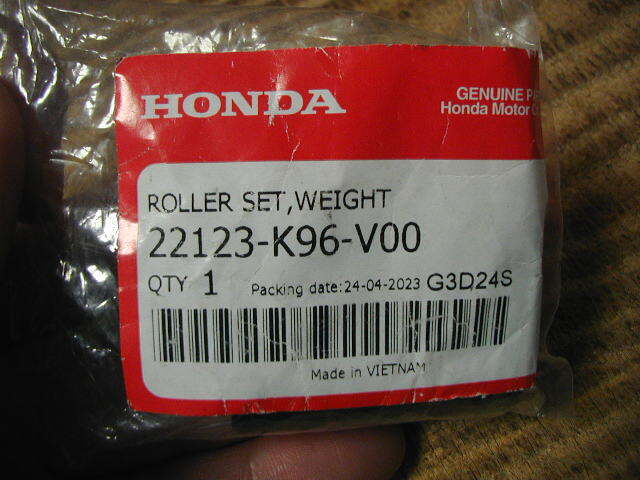 HONDA
GENUINE
Honda Motor
ROLLER SET,WEIGHT
22123-K96-V00
QTY 1 Packing date:24-04-2023 G3D24S
Made in VIETNAM